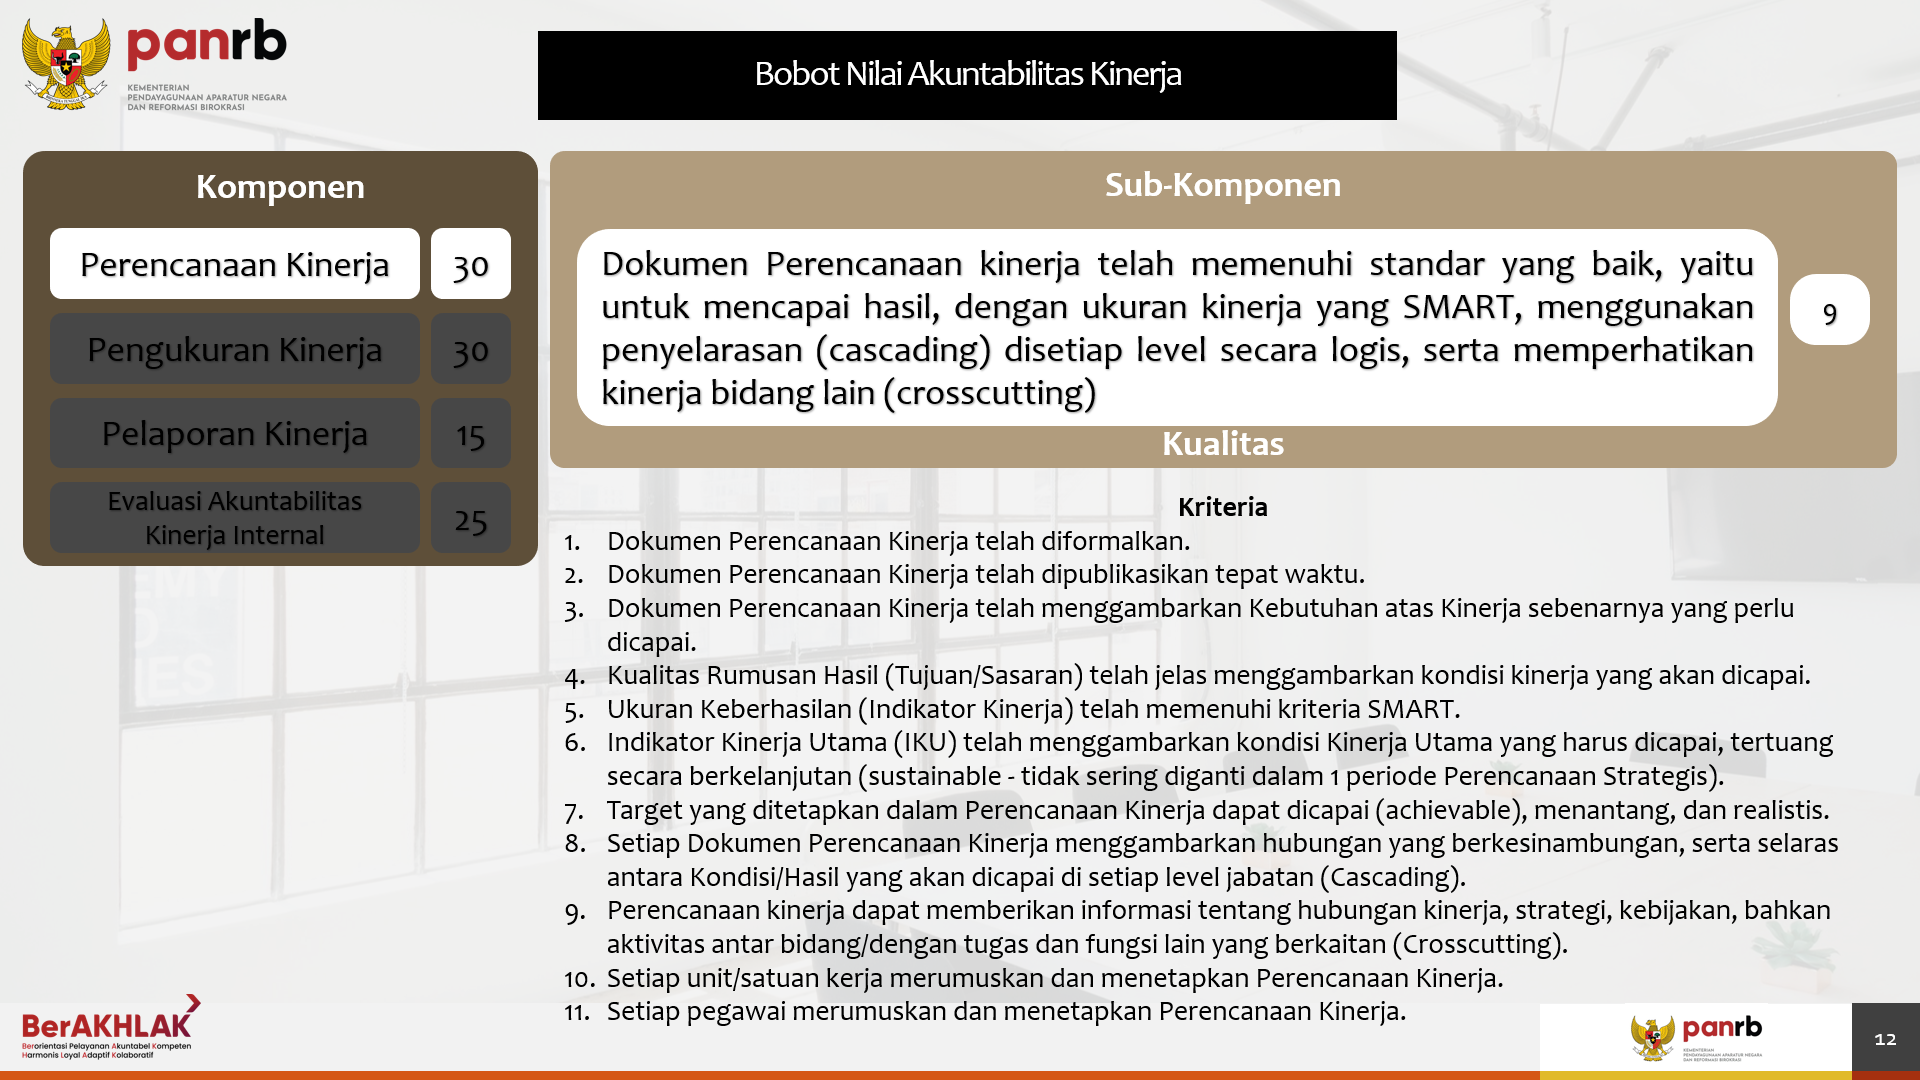 panrb
KEMENTERIAN
PENDAYAGUNAAN APARATUR NEGARA
DAN REFORMASI BIROKRASI
Bobot Nilai Akuntabilitas Kinerja
Komponen
Perencanaan Kinerja 30
Pengukuran Kinerja 30
Pelaporan Kinerja 15
Evaluasi Akuntabilitas
Kinerja Internal 25
Sub-Komponen
Dokumen Perencanaan kinerja telah memenuhi standar yang baik, yaitu
untuk mencapai hasil, dengan ukuran kinerja yang SMART, menggunakan
penyelarasan (cascading) disetiap level secara logis, serta memperhatikan
kinerja bidang lain (crosscutting)
9
Kualitas
Kriteria
1. Dokumen Perencanaan Kinerja telah diformalkan.
2. Dokumen Perencanaan Kinerja telah dipublikasikan tepat waktu.
3. Dokumen Perencanaan Kinerja telah menggambarkan Kebutuhan atas Kinerja sebenarnya yang perlu
dicapai.
4. Kualitas Rumusan Hasil (Tujuan/Sasaran) telah jelas menggambarkan kondisi kinerja yang akan dicapai.
5. Ukuran Keberhasilan (Indikator Kinerja) telah memenuhi kriteria SMART.
6. Indikator Kinerja Utama (IKU) telah menggambarkan kondisi Kinerja Utama yang harus dicapai, tertuang
secara berkelanjutan (sustainable - tidak sering diganti dalam 1 periode Perencanaan Strategis).
7. Target yang ditetapkan dalam Perencanaan Kinerja dapat dicapai (achievable), menantang, dan realistis.
8. Setiap Dokumen Perencanaan Kinerja menggambarkan hubungan yang berkesinambungan, serta selaras
antara Kondisi/Hasil yang akan dicapai di setiap level jabatan (Cascading).
9. Perencanaan kinerja dapat memberikan informasi tentang hubungan kinerja, strategi, kebijakan, bahkan
aktivitas antar bidang/dengan tugas dan fungsi lain yang berkaitan (Crosscutting).
10. Setiap unit/satuan kerja merumuskan dan menetapkan Perencanaan Kinerja.
11. Setiap pegawai merumuskan dan menetapkan Perencanaan Kinerja.
BerAKHLAK
Berorientasi Pelayanan Akuntabel Kompeten
Harmonis Loyal Adaptif Kolaboratif
panrb
KEMENTERIAN
PENDAYAGUNAAN APARATUR NEGARA
DAN REFORMASI BIROKRASI
12